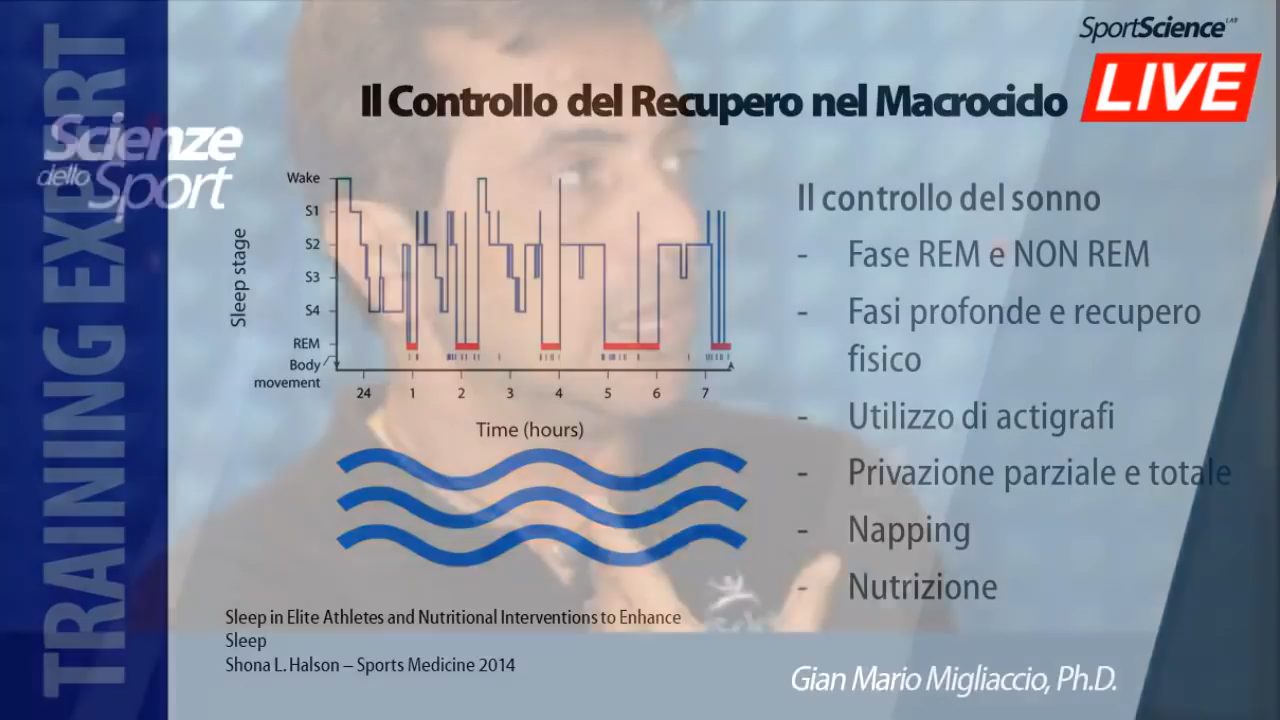 SportScience LAB
LIVE
Il Controllo del Recupero nel Macrociclo
TRAINING EXPERT
Scienze
dello Sport
Sleep stage
Wake
S1
S2
S3
S4
REM
Body
movement
24 1 2 3 4 5 6 7
Time (hours)
Il controllo del sonno
- Fase REM e NON REM
- Fasi profonde e recupero
fisico
- Utilizzo di actigrafi
- Privazione parziale e totale
- Napping
- Nutrizione
Sleep in Elite Athletes and Nutritional Interventions to Enhance
Sleep
Shona L. Halson – Sports Medicine 2014
Gian Mario Migliaccio, Ph.D.